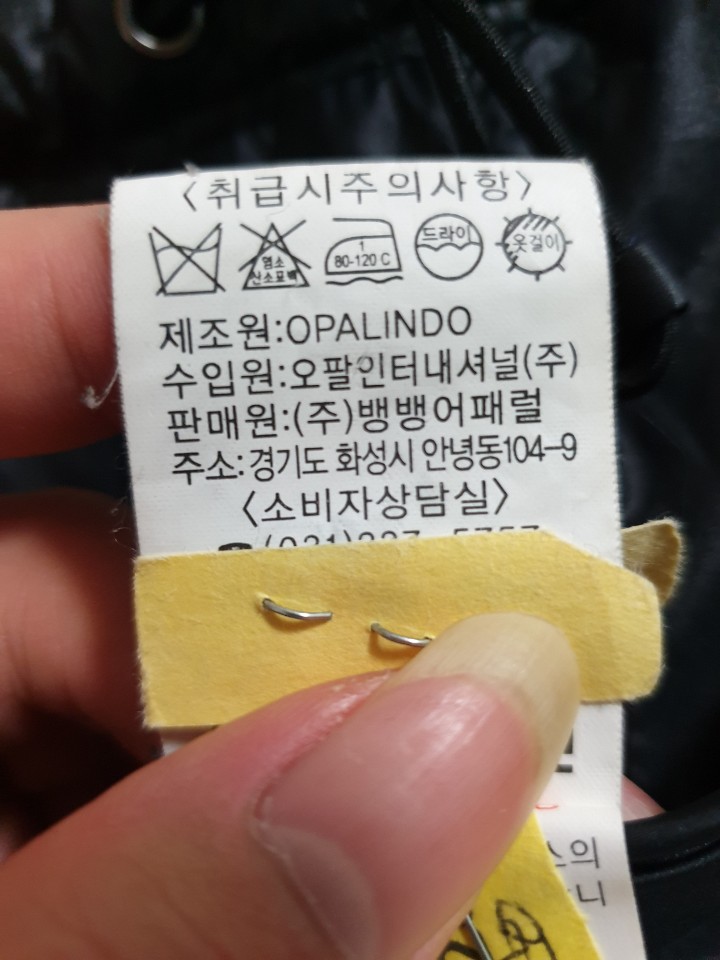 <취급시주의사항>
염소 산소표백
1
80-120 C
드라이
옷걸이
제조원:OPALINDO
수입원:오팔인터내셔널(주)
판매원:(주)뱅뱅어패럴
주소:경기도 화성시 안녕동104-9
<소비자상담실>
스의
니